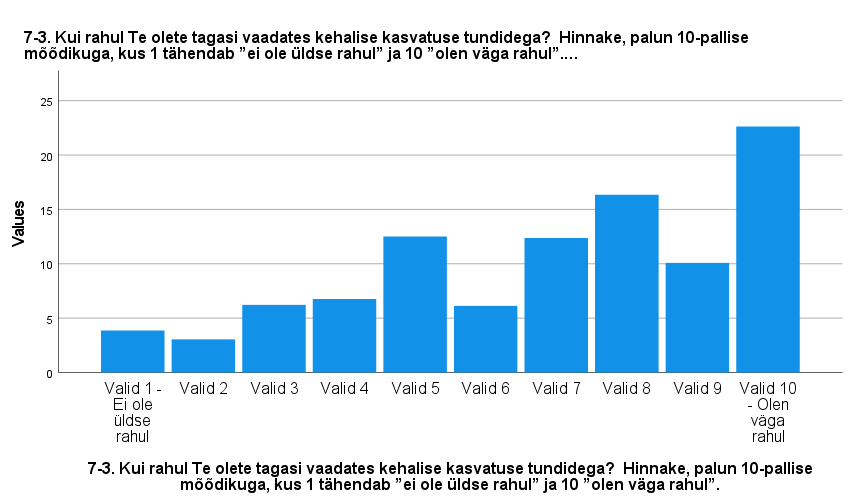 7-3. Kui rahul Te olete tagasi vaadates kehalise kasvatuse tundidega?  Hinnake, palun 10-pallise
mõõdikuga, kus 1 tähendab ”ei ole üldse rahul” ja 10 ”olen väga rahul”.…
25
20
15
10
5
0
Values
Valid 1 -
Ei ole
üldse
rahul
Valid 2
Valid 3
Valid 4
Valid 5
Valid 6
Valid 7
Valid 8
Valid 9
Valid 10
- Olen
väga
rahul
7-3. Kui rahul Te olete tagasi vaadates kehalise kasvatuse tundidega?  Hinnake, palun 10-pallise
mõõdikuga, kus 1 tähendab ”ei ole üldse rahul” ja 10 ”olen väga rahul”.